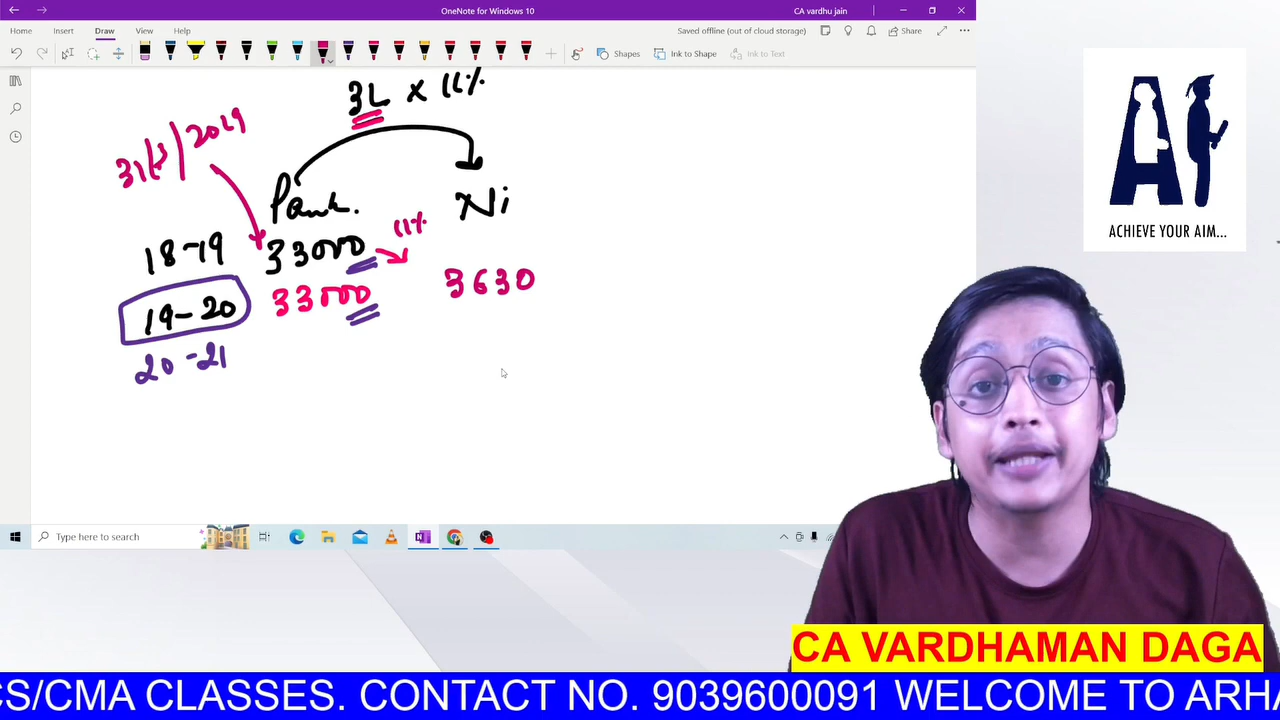 OneNote for Windows 10
CA vardhu jain
Home Insert Draw View Help
Saved offline (out of cloud storage)
Share
Shapes
Ink to Shape
Ink to Text
3L × 11%
2019
Ni
18-19 33000 11%
19-20 33000 3630
20-21
ACHIEVE YOUR AIM...
Type here to search
CA VARDHAMAN DAGA
CS/CMA CLASSES. CONTACT NO. 9039600091 WELCOME TO ARHA